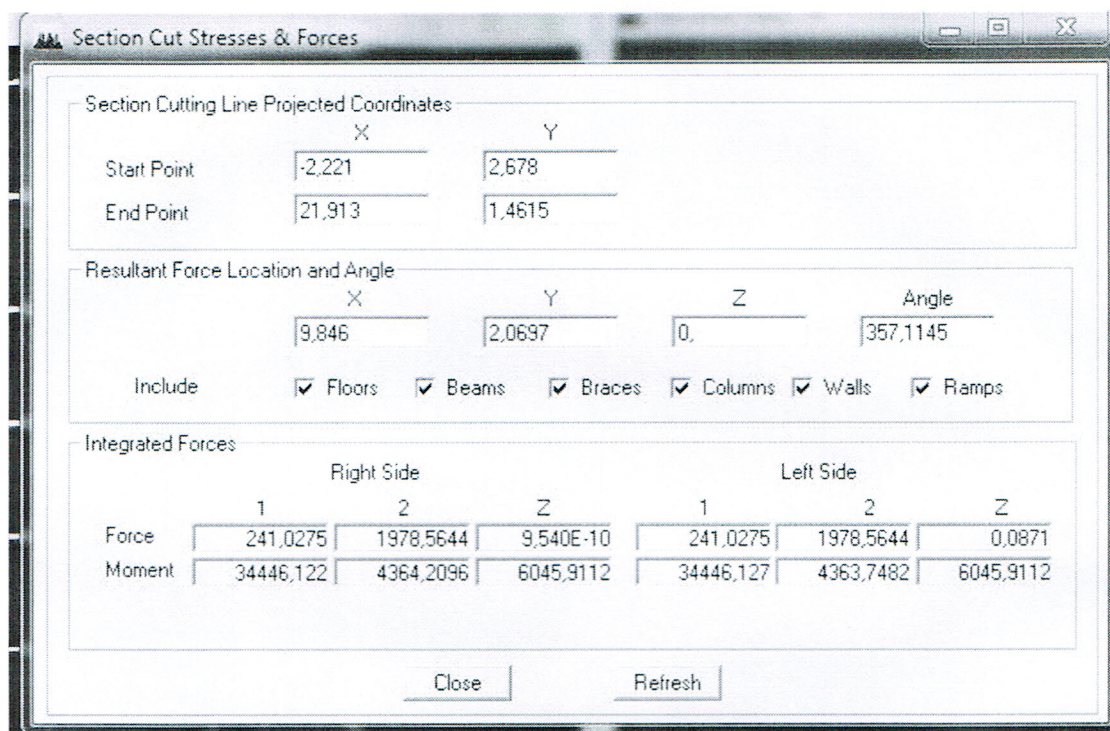 Section Cut Stresses & Forces
Section Cutting Line Projected Coordinates
X Y
Start Point -2,221 2,678
End Point 21,913 1,4615
Resultant Force Location and Angle
X Y Z Angle
9,846 2,0697 0, 357,1145
Include Floors Beams Braces Columns Walls Ramps
Integrated Forces
Right Side Left Side
1 2 Z 1 2 Z
Force 241,0275 1978,5644 9,540E-10 241,0275 1978,5644 0,0871
Moment 34446,122 4364,2096 6045,9112 34446,127 4363,7482 6045,9112
Close Refresh